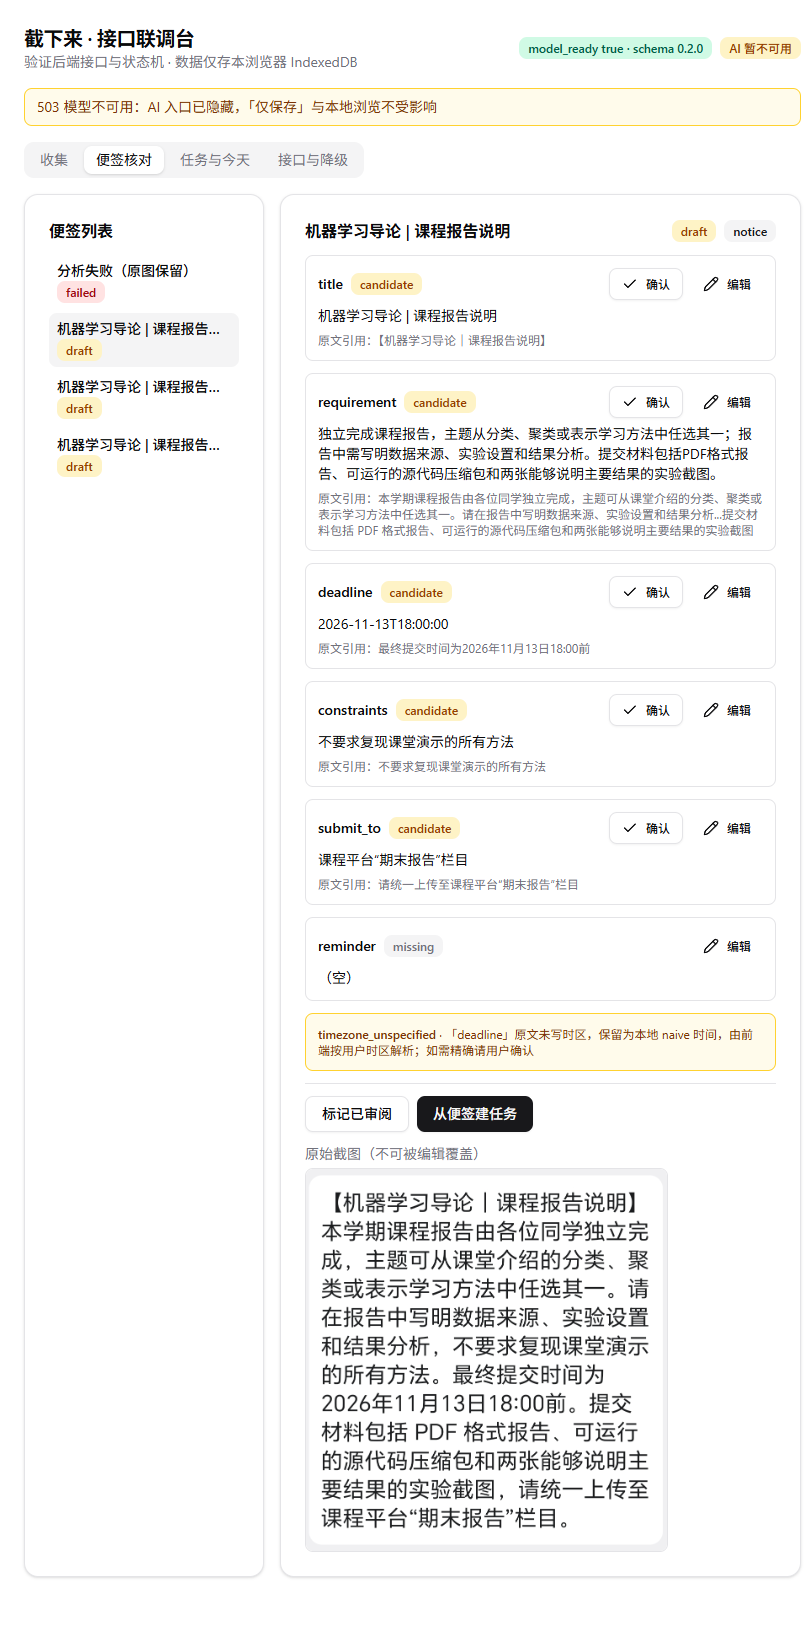 截下来 · 接口联调台
验证后端接口与状态机 · 数据仅存本浏览器 IndexedDB
model_ready true · schema 0.2.0
AI 暂不可用
503 模型不可用：AI 入口已隐藏，「仅保存」与本地浏览不受影响
收集
便签核对
任务与今天
接口与降级
便签列表
分析失败（原图保留）
failed
机器学习导论 | 课程报告...
draft
机器学习导论 | 课程报告...
draft
机器学习导论 | 课程报告...
draft
机器学习导论 | 课程报告说明
draft
notice
title
candidate
确认
编辑
机器学习导论 | 课程报告说明
原文引用：【机器学习导论｜课程报告说明】
requirement
candidate
确认
编辑
独立完成课程报告，主题从分类、聚类或表示学习方法中任选其一；报
告中需写明数据来源、实验设置和结果分析。提交材料包括PDF格式报
告、可运行的源代码压缩包和两张能够说明主要结果的实验截图。
原文引用：本学期课程报告由各位同学独立完成，主题可从课堂介绍的分类、聚类或
表示学习方法中任选其一。请在报告中写明数据来源、实验设置和结果分析...提交材
料包括 PDF 格式报告、可运行的源代码压缩包和两张能够说明主要结果的实验截图
deadline
candidate
确认
编辑
2026-11-13T18:00:00
原文引用：最终提交时间为2026年11月13日18:00前
constraints
candidate
确认
编辑
不要求复现课堂演示的所有方法
原文引用：不要求复现课堂演示的所有方法
submit_to
candidate
确认
编辑
课程平台“期末报告”栏目
原文引用：请统一上传至课程平台“期末报告”栏目
reminder
missing
编辑
（空）
timezone_unspecified · 「deadline」原文未写时区，保留为本地 naive 时间，由前
端按用户时区解析；如需精确请用户确认
标记已审阅
从便签建任务
原始截图（不可被编辑覆盖）
【机器学习导论｜课程报告说明】
本学期课程报告由各位同学独立完
成，主题可从课堂介绍的分类、聚
类或表示学习方法中任选其一。请
在报告中写明数据来源、实验设置
和结果分析，不要求复现课堂演示
的所有方法。最终提交时间为
2026年11月13日18:00前。提交
材料包括 PDF 格式报告、可运行
的源代码压缩包和两张能够说明主
要结果的实验截图，请统一上传至
课程平台“期末报告”栏目。